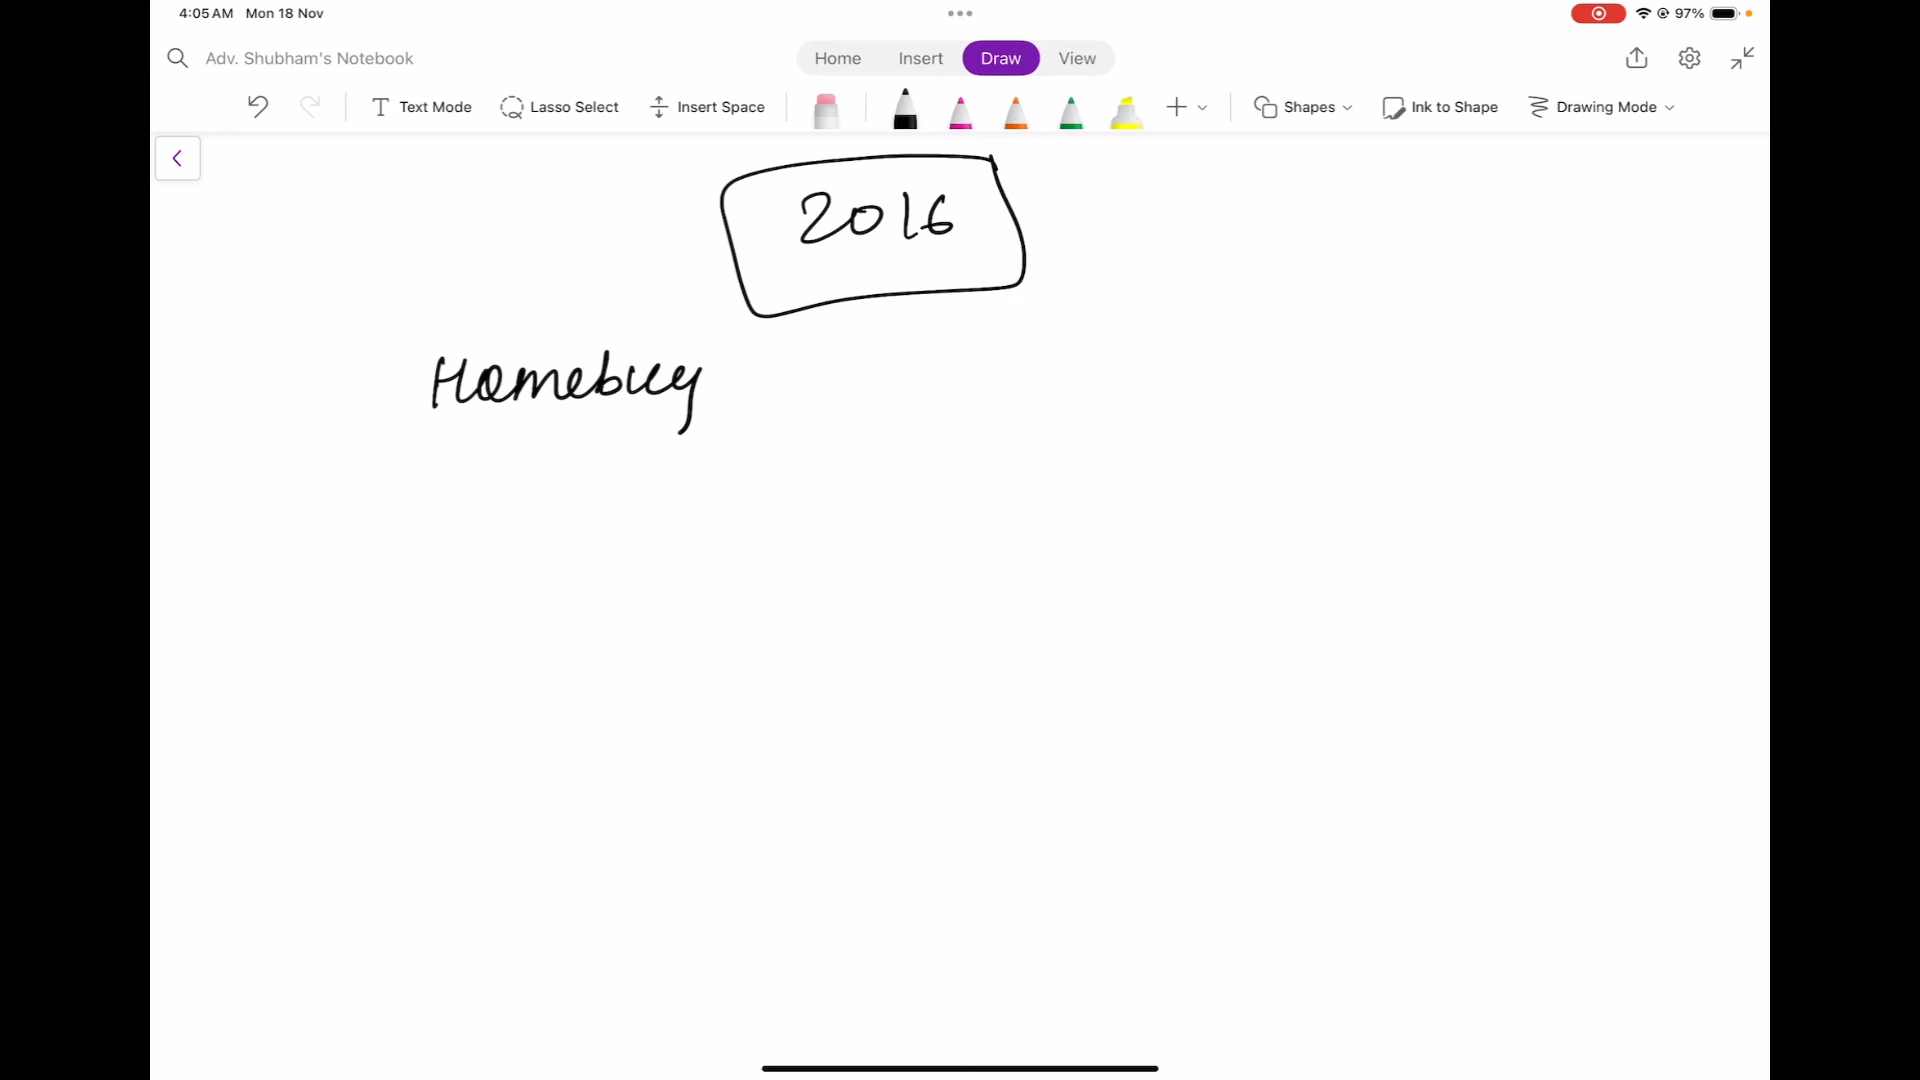 4:05 AM Mon 18 Nov 97%
Adv. Shubham's Notebook Home Insert Draw View
Text Mode Lasso Select Insert Space Shapes Ink to Shape Drawing Mode
2016
Homebuy